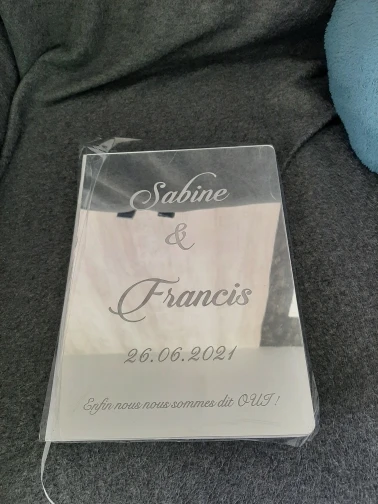 Sabine
&
Francis
26.06.2021
Enfin nous nous sommes dit OUI !